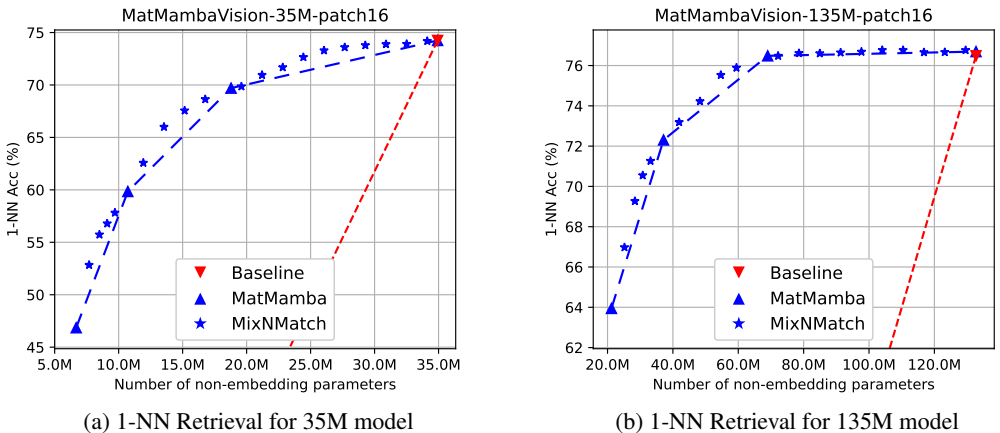 MatMambaVision-35M-patch16
75
70
65
60
55
50
45
1-NN Acc (%)
5.0M 10.0M 15.0M 20.0M 25.0M 30.0M 35.0M
Number of non-embedding parameters
Baseline
MatMamba
MixNMatch
(a) 1-NN Retrieval for 35M model
MatMambaVision-135M-patch16
76
74
72
70
68
66
64
62
1-NN Acc (%)
20.0M 40.0M 60.0M 80.0M 100.0M 120.0M
Number of non-embedding parameters
Baseline
MatMamba
MixNMatch
(b) 1-NN Retrieval for 135M model